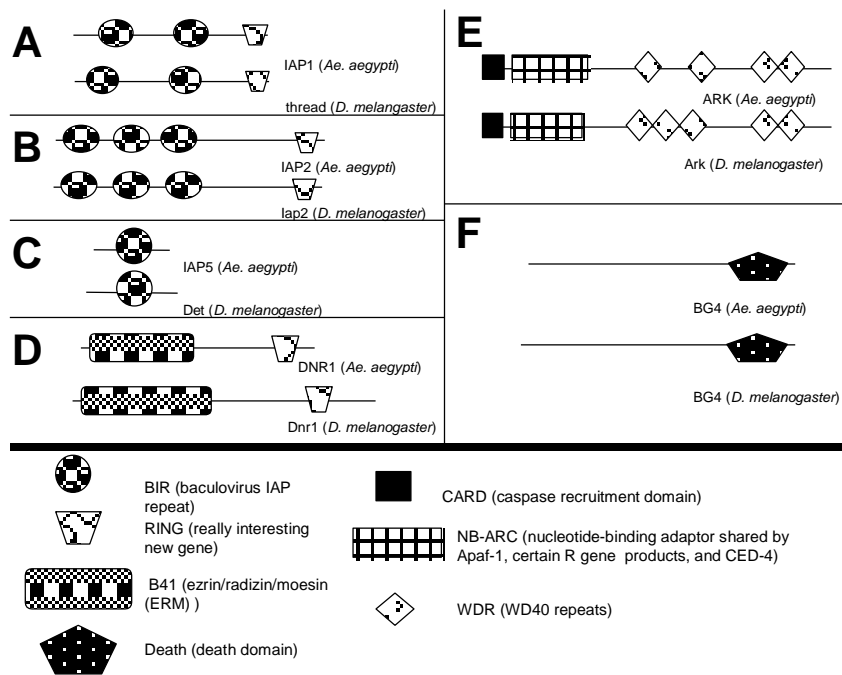 A
IAP1 (Ae. aegypti)
thread (D. melangaster)
B
IAP2 (Ae. aegypti)
Iap2 (D. melanogaster)
C
IAP5 (Ae. aegypti)
Det (D. melanogaster)
D
DNR1 (Ae. aegypti)
Dnr1 (D. melanogaster)
E
ARK (Ae. aegypti)
Ark (D. melanogaster)
F
BG4 (Ae. aegypti)
BG4 (D. melanogaster)
BIR (baculovirus IAP
repeat)
RING (really interesting
new gene)
B41 (ezrin/radizin/moesin
(ERM) )
Death (death domain)
CARD (caspase recruitment domain)
NB-ARC (nucleotide-binding adaptor shared by
Apaf-1, certain R gene products, and CED-4)
WDR (WD40 repeats)